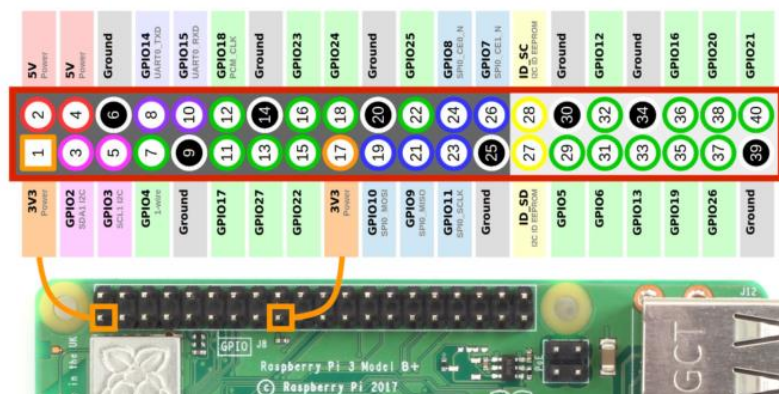 5V
Power
5V
Power
Ground
GPIO14
UART0_TXD
GPIO15
UART0_RXD
GPIO18
PCM_CLK
Ground
GPIO23
GPIO24
Ground
GPIO25
GPIO8
SPI0_CE0_N
GPIO7
SPI0_CE1_N
ID_SC
I2C ID EEPROM
Ground
GPIO12
Ground
GPIO16
GPIO20
GPIO21
2 4 6 8 10 12 14 16 18 20 22 24 26 28 30 32 34 36 38 40
1 3 5 7 9 11 13 15 17 19 21 23 25 27 29 31 33 35 37 39
3V3
Power
GPIO2
SDA1 I2C
GPIO3
SCL1 I2C
GPIO4
1-wire
Ground
GPIO17
GPIO27
GPIO22
3V3
Power
GPIO10
SPI0_MOSI
GPIO9
SPI0_MISO
GPIO11
SPI0_SCLK
Ground
ID_SD
I2C ID EEPROM
GPIO5
GPIO6
GPIO13
GPIO19
GPIO26
Ground
J12
in the UK
GPIO J8
PoE
GCT
Raspberry Pi 3 Model B+
© Raspberry Pi 2017